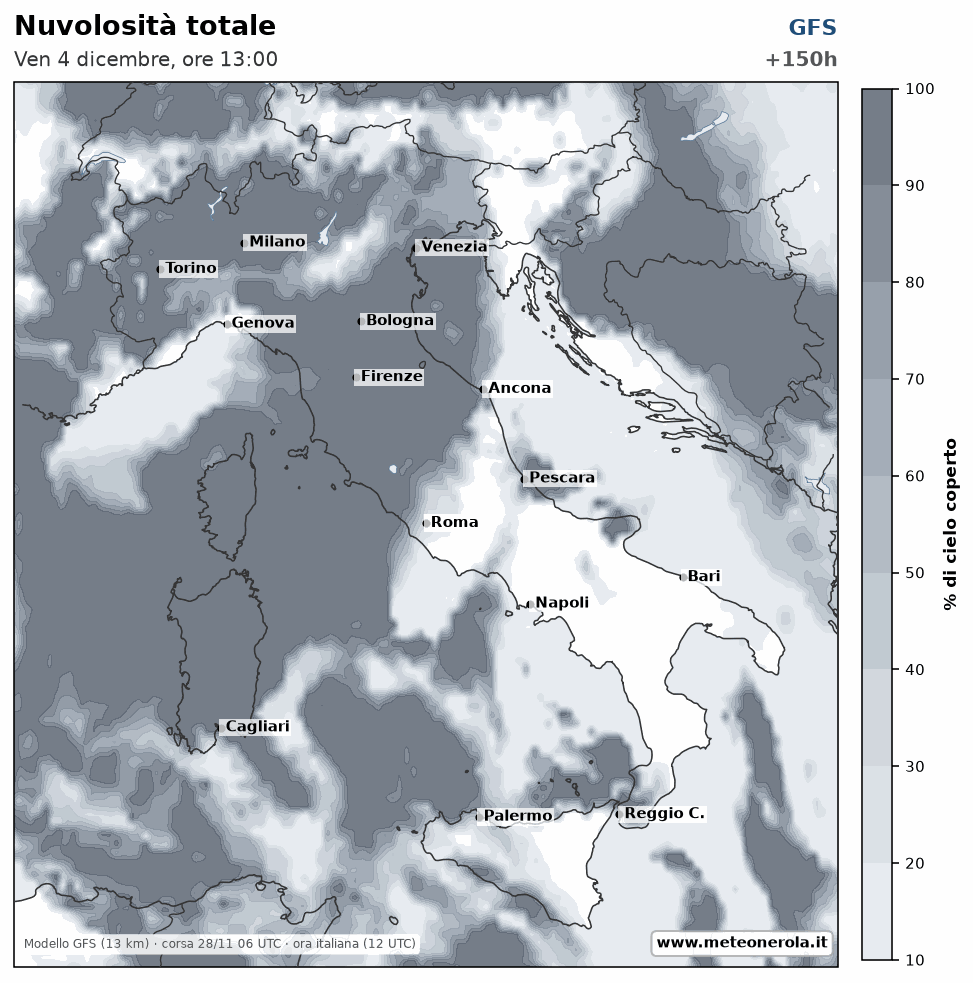 Nuvolosità totale
GFS
Ven 4 dicembre, ore 13:00
+150h
100
90
80
70
60
50
40
30
20
10
% di cielo coperto
Milano
Venezia
Torino
Genova
Bologna
Firenze
Ancona
Pescara
Roma
Bari
Napoli
Cagliari
Palermo
Reggio C.
Modello GFS (13 km) · corsa 28/11 06 UTC · ora italiana (12 UTC)
www.meteonerola.it